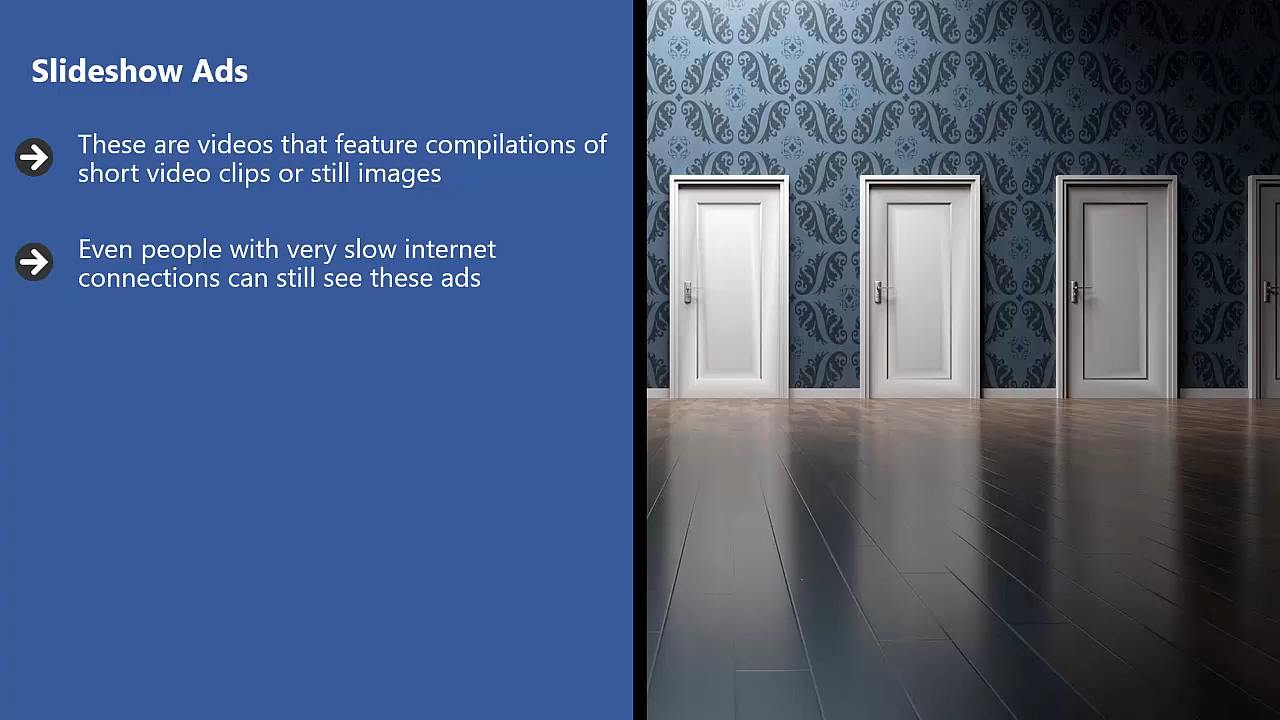 Slideshow Ads
These are videos that feature compilations of
short video clips or still images
Even people with very slow internet
connections can still see these ads